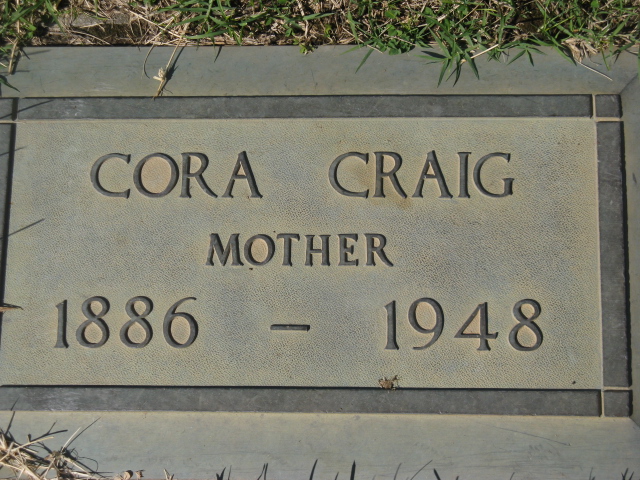 CORA CRAIG
MOTHER
1886 - 1948